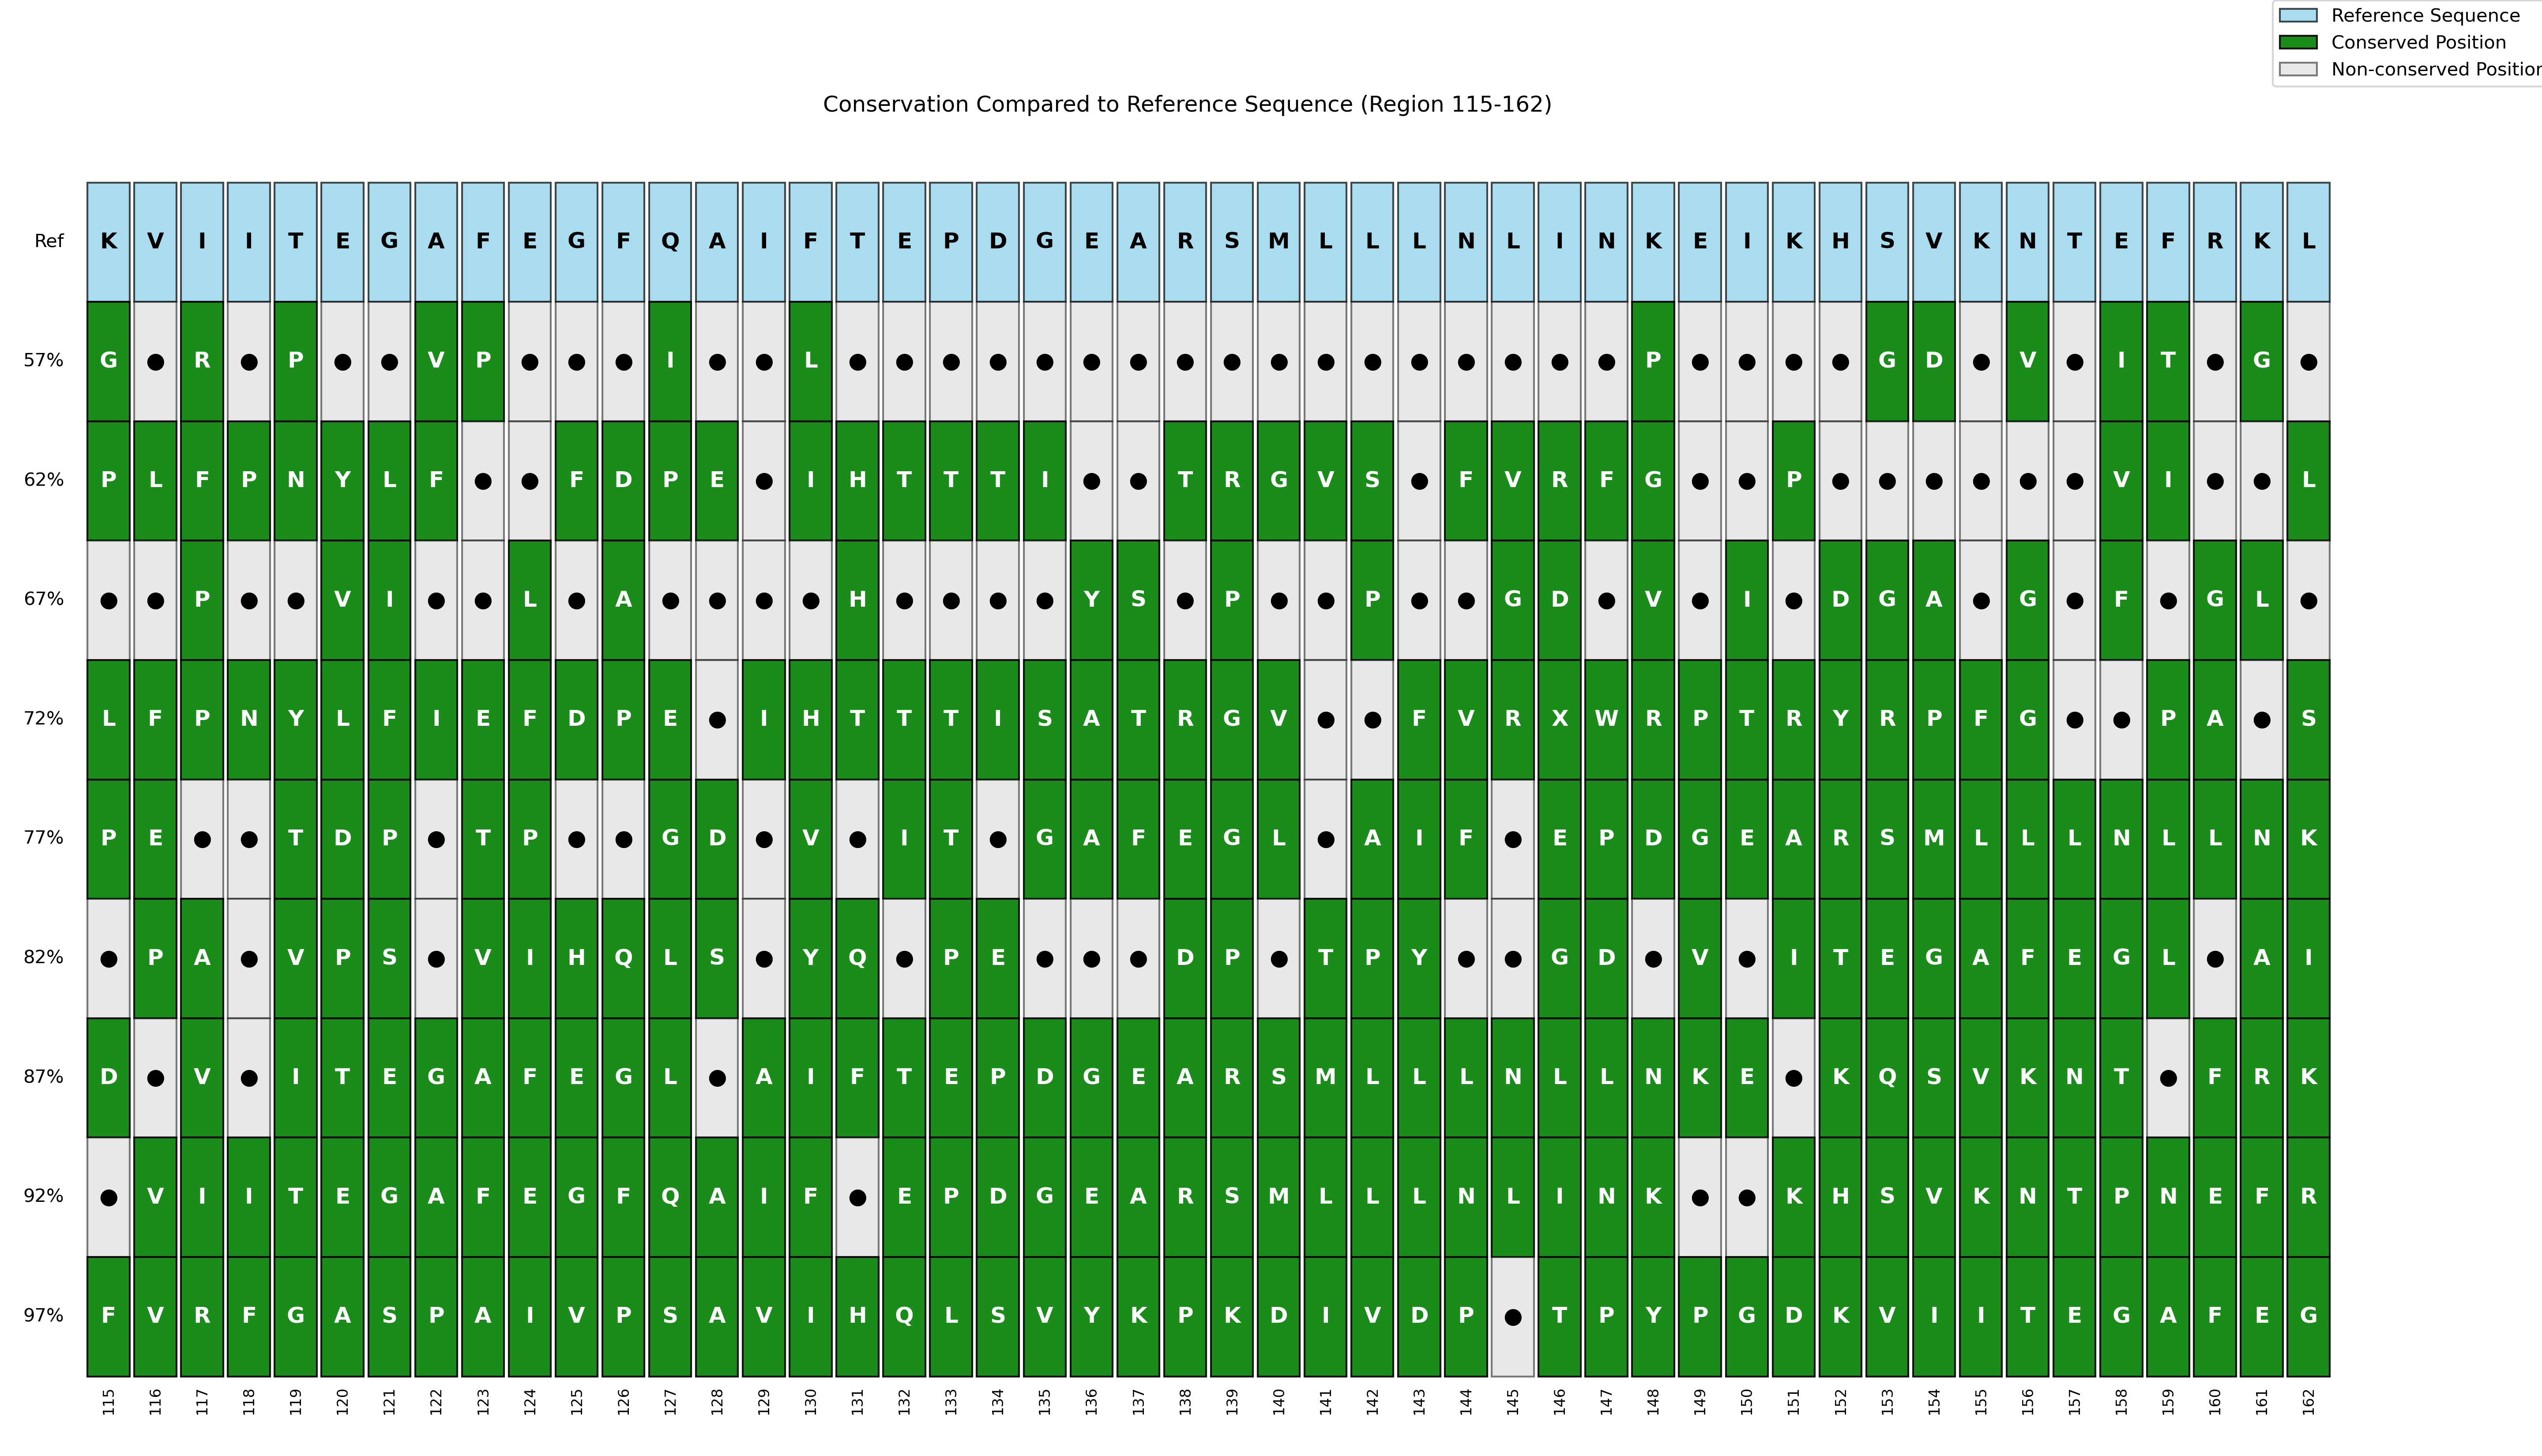 Reference Sequence
Conserved Position
Non-conserved Position
Conservation Compared to Reference Sequence (Region 115-162)
Ref K V I I T E G A F E G F Q A I F T E P D G E A R S M L L L N L I N K E I K H S V K N T E F R K L
57% G ● R ● P ● ● V P ● ● ● I ● ● L ● ● ● ● ● ● ● ● ● ● ● ● ● ● ● ● ● P ● ● ● ● G D ● V ● I T ● G ●
62% P L F P N Y L F ● ● F D P E ● I H T T T I ● ● T R G V S ● F V R F G ● ● P ● ● ● ● ● ● V I ● ● L
67% ● ● P ● ● V I ● ● L ● A ● ● ● ● H ● ● ● ● Y S ● P ● ● P ● ● G D ● V ● I ● D G A ● G ● F ● G L ●
72% L F P N Y L F I E F D P E ● I H T T T I S A T R G V ● ● F V R X W R P T R Y R P F G ● ● P A ● S
77% P E ● ● T D P ● T P ● ● G D ● V ● I T ● G A F E G L ● A I F ● E P D G E A R S M L L L N L L N K
82% ● P A ● V P S ● V I H Q L S ● Y Q ● P E ● ● ● D P ● T P Y ● ● G D ● V ● I T E G A F E G L ● A I
87% D ● V ● I T E G A F E G L ● A I F T E P D G E A R S M L L L N L L N K E ● K Q S V K N T ● F R K
92% ● V I I T E G A F E G F Q A I F ● E P D G E A R S M L L L N L I N K ● ● K H S V K N T P N E F R
97% F V R F G A S P A I V P S A V I H Q L S V Y K P K D I V D P ● T P Y P G D K V I I T E G A F E G
115 116 117 118 119 120 121 122 123 124 125 126 127 128 129 130 131 132 133 134 135 136 137 138 139 140 141 142 143 144 145 146 147 148 149 150 151 152 153 154 155 156 157 158 159 160 161 162